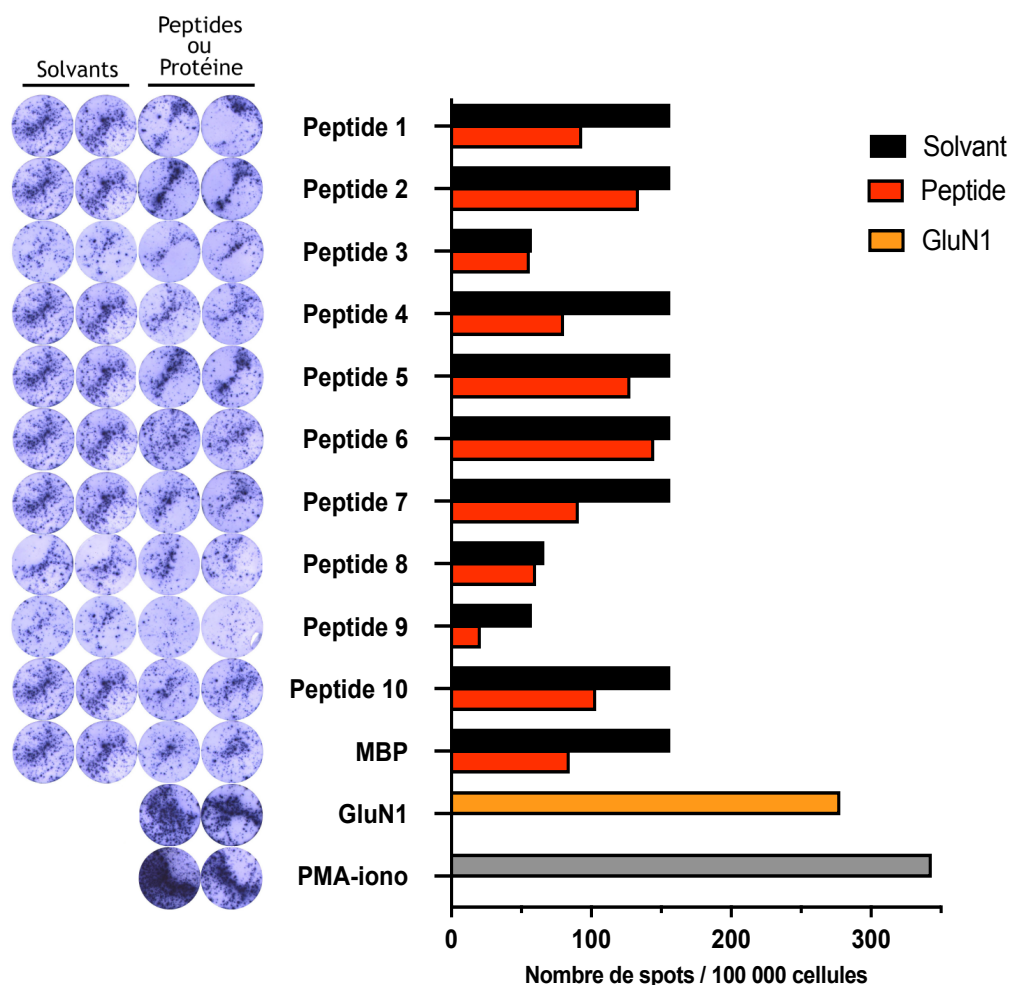 Peptides
ou
Protéine
Solvants
Peptide 1
Peptide 2
Peptide 3
Peptide 4
Peptide 5
Peptide 6
Peptide 7
Peptide 8
Peptide 9
Peptide 10
MBP
GluN1
PMA-iono
Solvant
Peptide
GluN1
0 100 200 300
Nombre de spots / 100 000 cellules